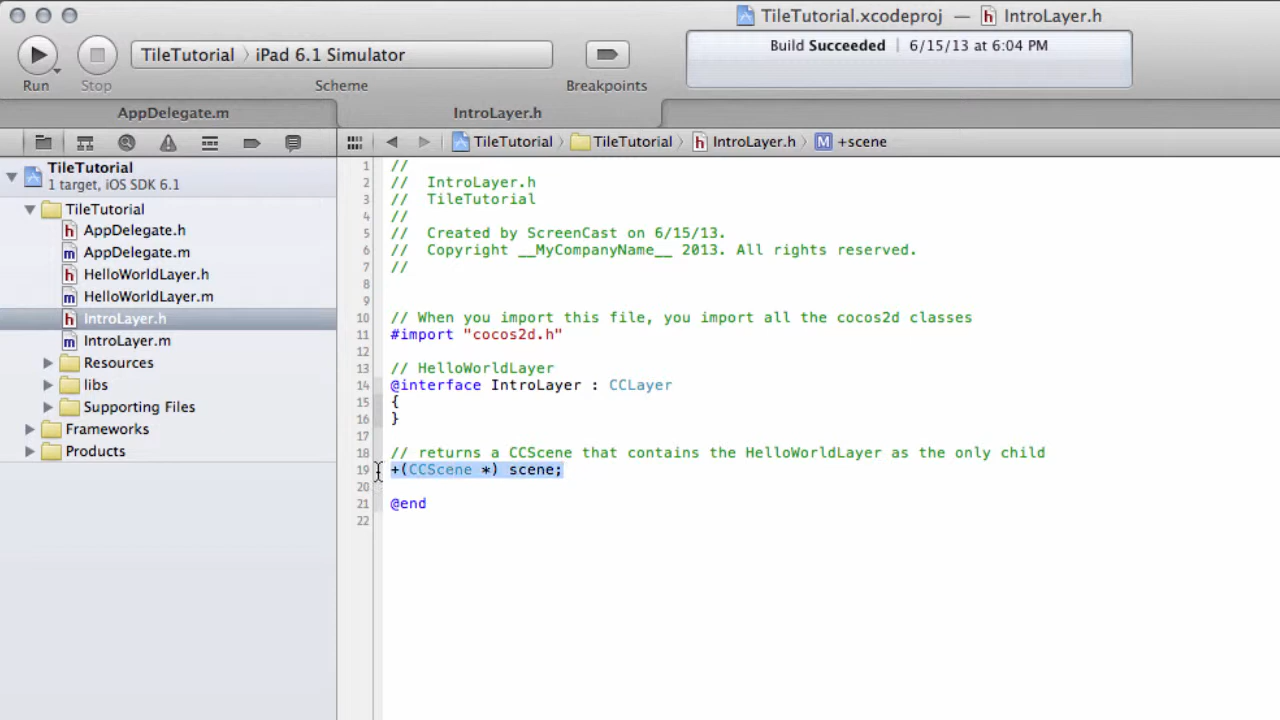 TileTutorial.xcodeproj — IntroLayer.h
TileTutorial 〉 iPad 6.1 Simulator
Build Succeeded | 6/15/13 at 6:04 PM
Run
Stop
Scheme
Breakpoints
AppDelegate.m
IntroLayer.h
TileTutorial 〉 TileTutorial 〉 IntroLayer.h 〉 M +scene
TileTutorial
1 target, iOS SDK 6.1
TileTutorial
h AppDelegate.h
m AppDelegate.m
h HelloWorldLayer.h
m HelloWorldLayer.m
h IntroLayer.h
m IntroLayer.m
Resources
libs
Supporting Files
Frameworks
Products
1 //
2 // IntroLayer.h
3 // TileTutorial
4 //
5 // Created by ScreenCast on 6/15/13.
6 // Copyright __MyCompanyName__ 2013. All rights reserved.
7 //
8
9
10 // When you import this file, you import all the cocos2d classes
11 #import "cocos2d.h"
12
13 // HelloWorldLayer
14 @interface IntroLayer : CCLayer
15 {
16 }
17
18 // returns a CCScene that contains the HelloWorldLayer as the only child
19 +(CCScene *) scene;
20
21 @end
22